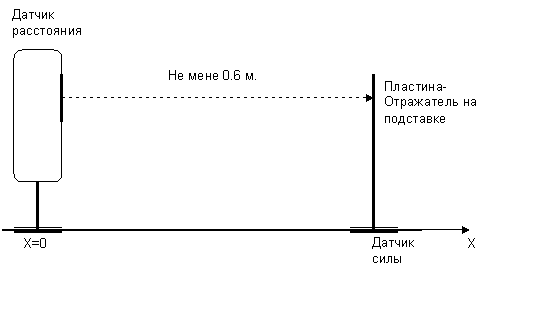 Датчик
расстояния
Не мене 0.6 м.
Пластина-
Отражатель на
подставке
X=0
Датчик
силы
X